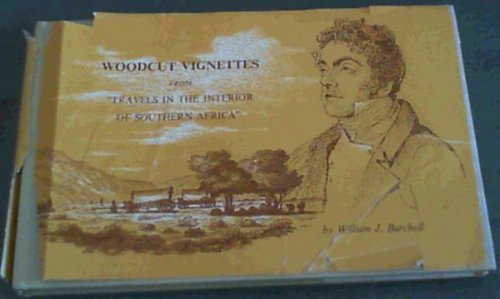 WOODCUT VIGNETTES
FROM
"TRAVELS IN THE INTERIOR
OF SOUTHERN AFRICA"
by William J. Burchell